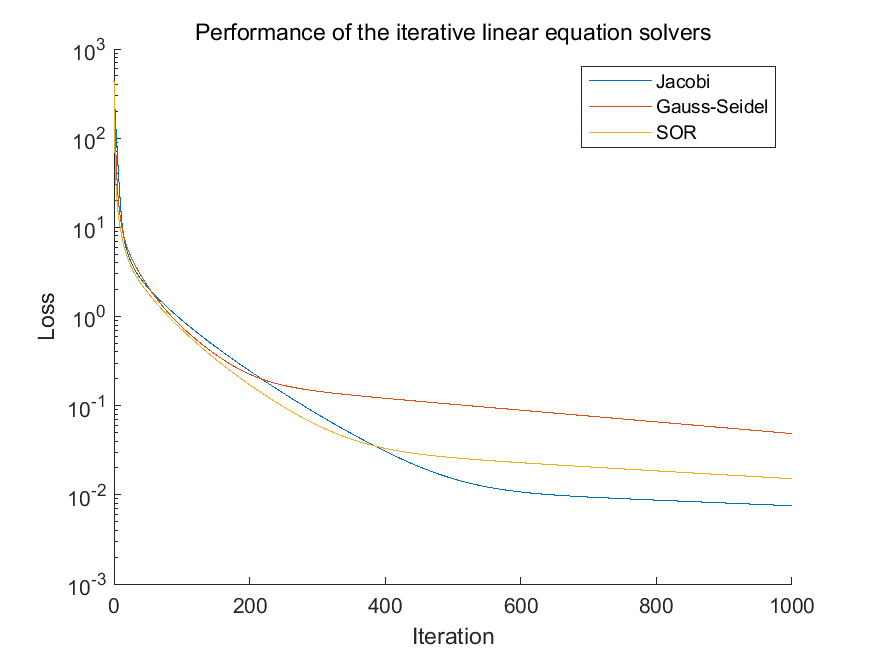 Performance of the iterative linear equation solvers
Jacobi
Gauss-Seidel
SOR
10^3
10^2
10^1
10^0
10^-1
10^-2
10^-3
Loss
0 200 400 600 800 1000
Iteration